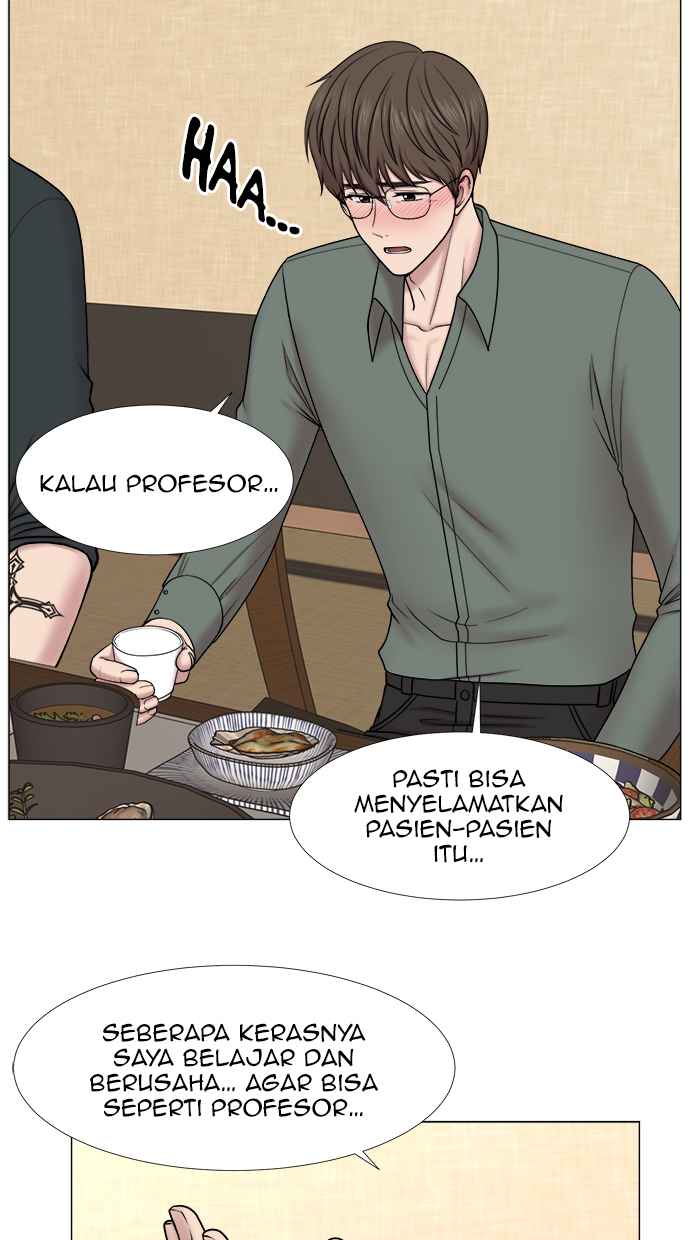 HAA...
KALAU PROFESOR...
PASTI BISA
MENYELAMATKAN
PASIEN-PASIEN
ITU...
SEBERAPA KERASNYA
SAYA BELAJAR DAN
BERUSAHA... AGAR BISA
SEPERTI PROFESOR...